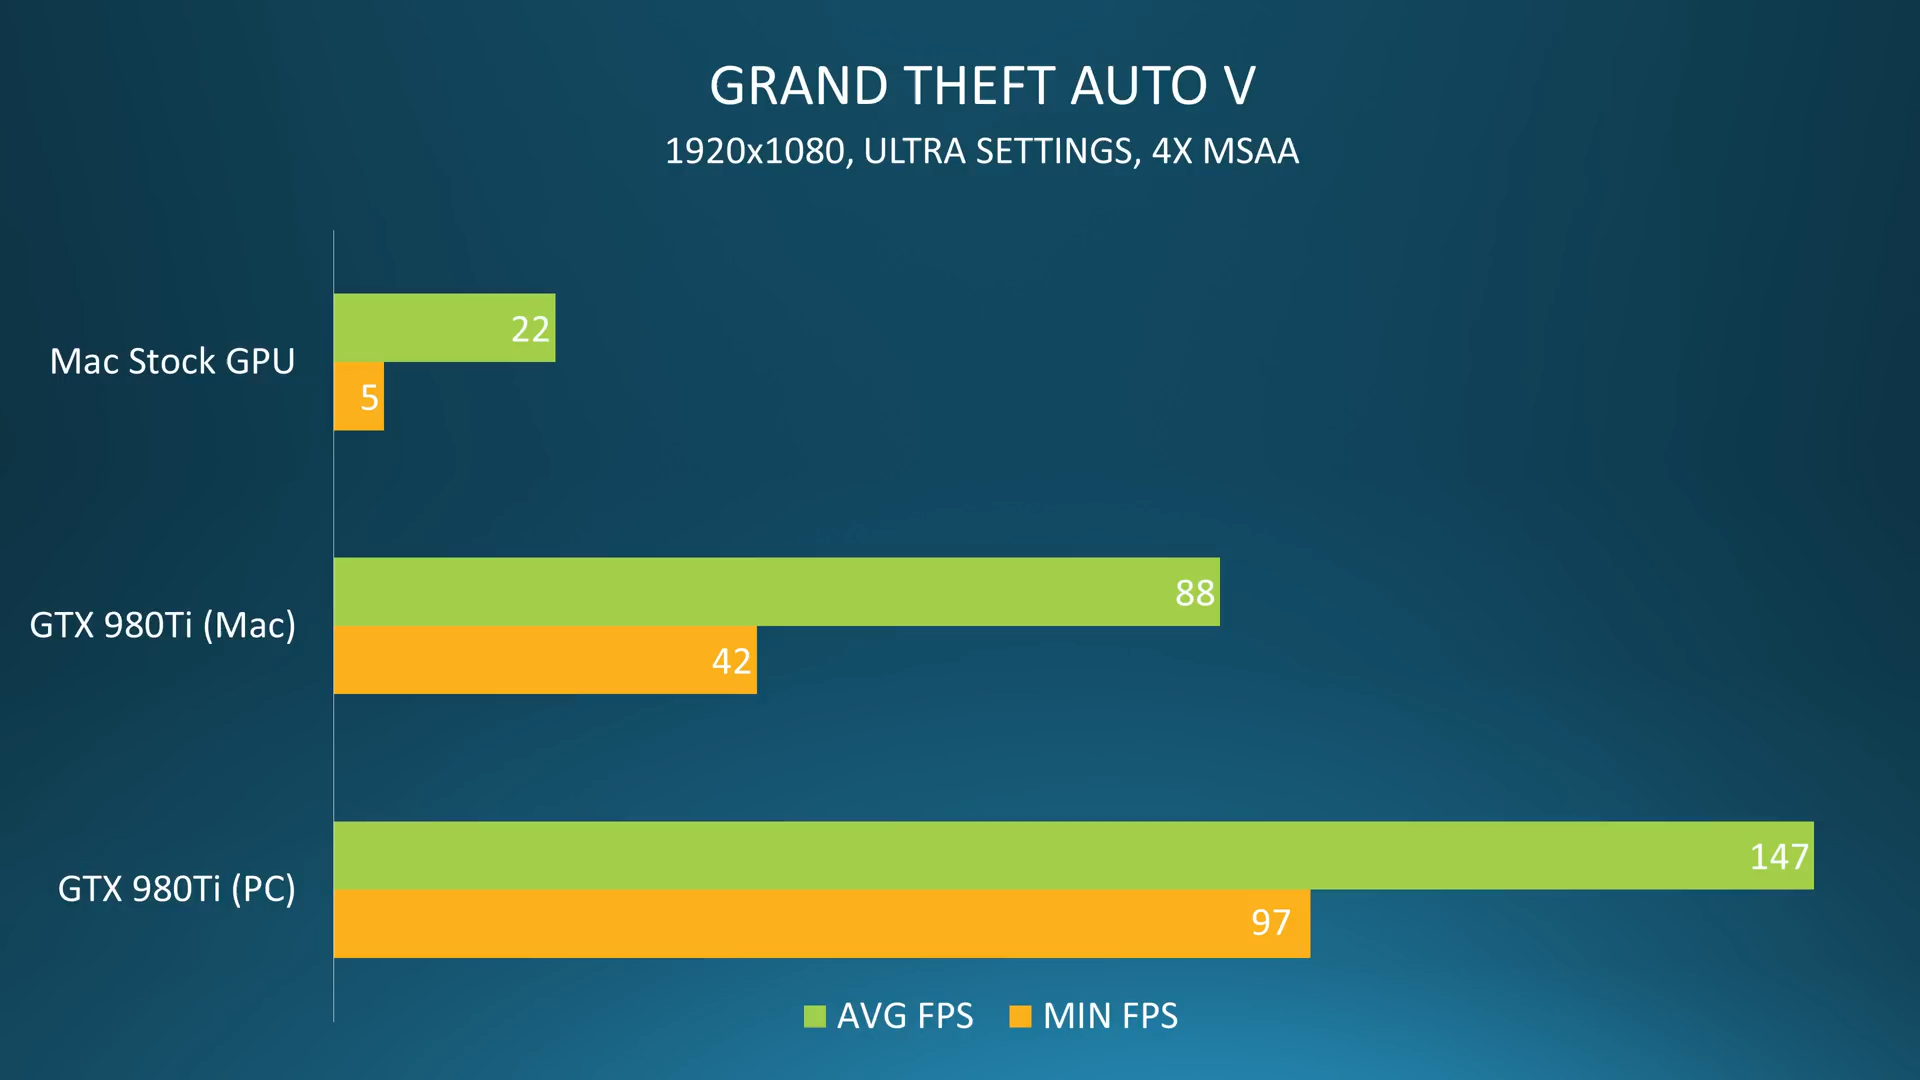 GRAND THEFT AUTO V
1920x1080, ULTRA SETTINGS, 4X MSAA
Mac Stock GPU
22
5
GTX 980Ti (Mac)
88
42
GTX 980Ti (PC)
147
97
AVG FPS
MIN FPS